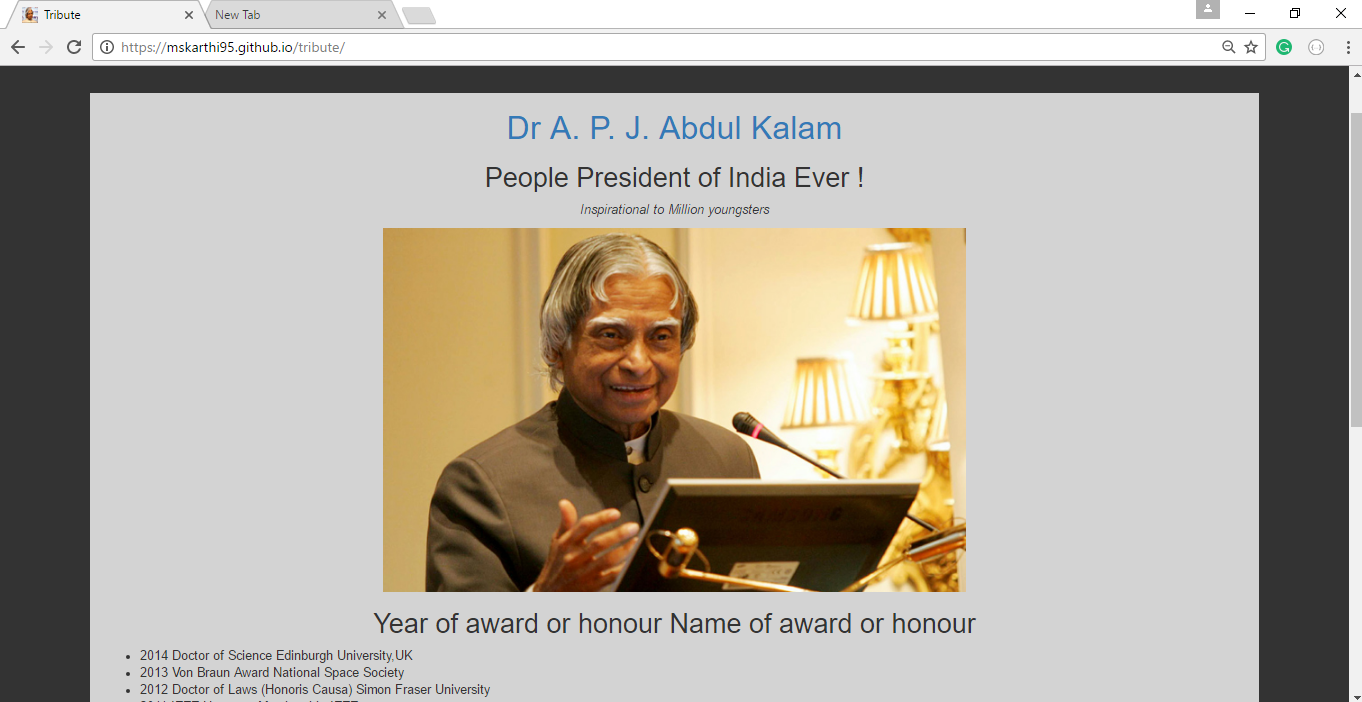 Tribute
New Tab
https://mskarthi95.github.io/tribute/
Dr A. P. J. Abdul Kalam
People President of India Ever !
Inspirational to Million youngsters
Year of award or honour Name of award or honour
2014 Doctor of Science Edinburgh University,UK
2013 Von Braun Award National Space Society
2012 Doctor of Laws (Honoris Causa) Simon Fraser University